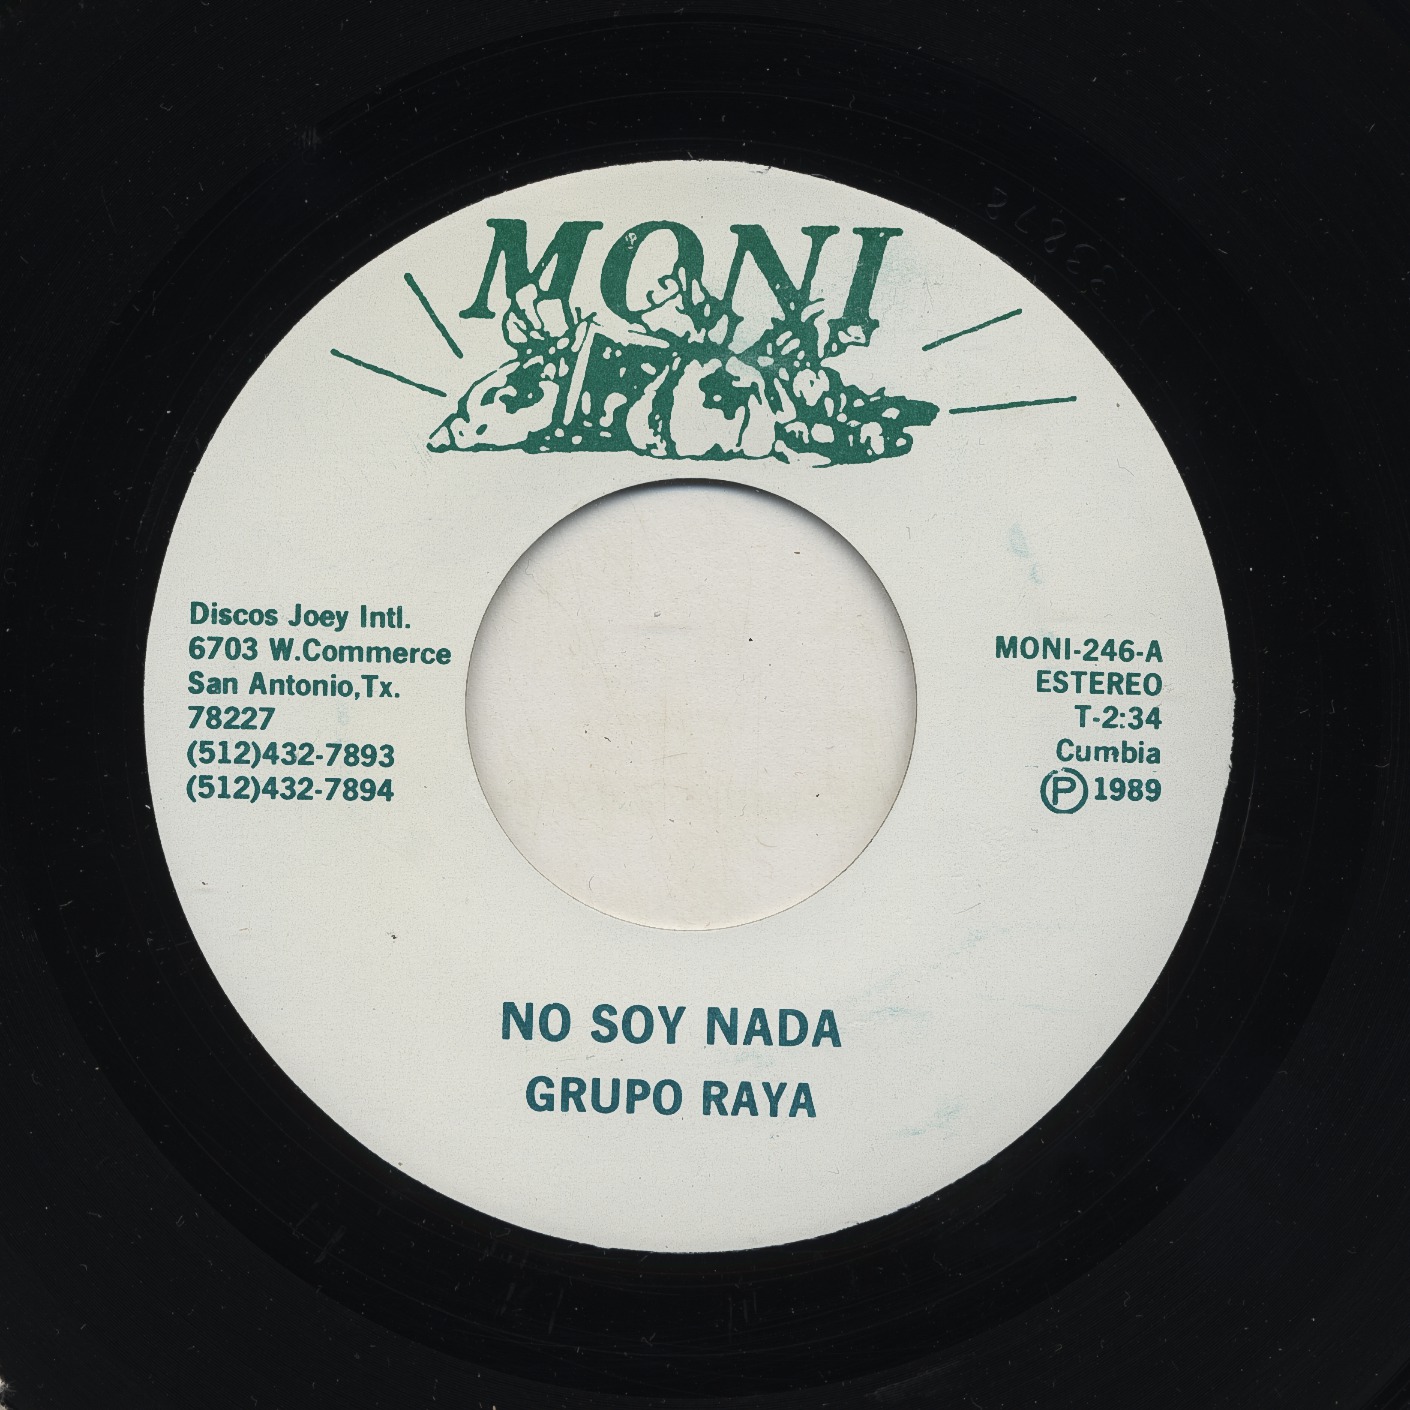 MONI
Discos Joey Intl.
6703 W.Commerce
San Antonio,Tx.
78227
(512)432-7893
(512)432-7894
MONI-246-A
ESTEREO
T-2:34
Cumbia
Ⓟ 1989
NO SOY NADA
GRUPO RAYA